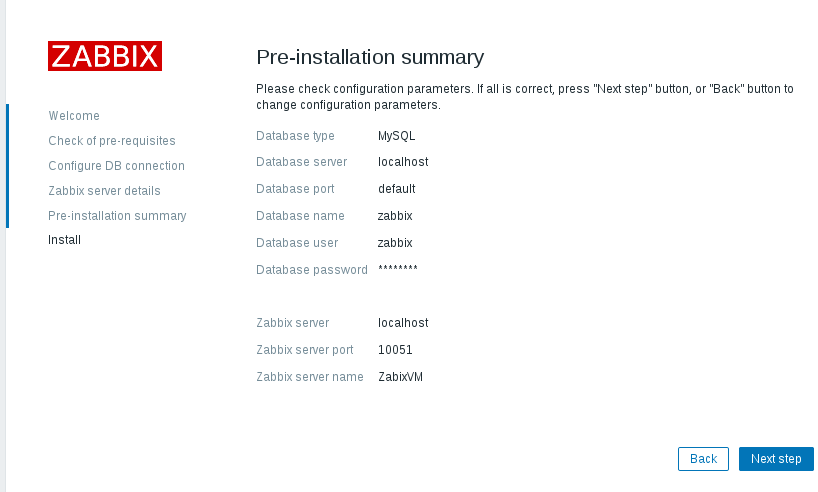 ZABBIX
Welcome
Check of pre-requisites
Configure DB connection
Zabbix server details
Pre-installation summary
Install
Pre-installation summary
Please check configuration parameters. If all is correct, press "Next step" button, or "Back" button to
change configuration parameters.
Database type MySQL
Database server localhost
Database port default
Database name zabbix
Database user zabbix
Database password ********
Zabbix server localhost
Zabbix server port 10051
Zabbix server name ZabixVM
Back Next step